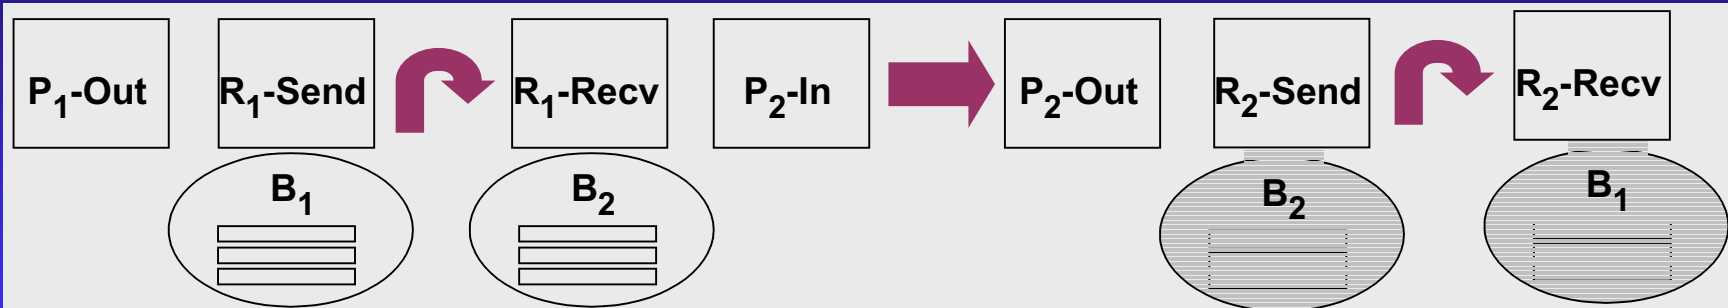 P₁-Out R₁-Send R₁-Recv P₂-In P₂-Out R₂-Send R₂-Recv
B₁ B₂ B₂ B₁